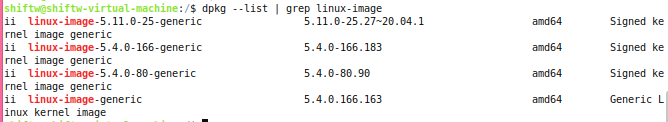 shiftw@shiftw-virtual-machine:/$ dpkg --list | grep linux-image
ii  linux-image-5.11.0-25-generic              5.11.0-25.27~20.04.1                  amd64        Signed ke
rnel image generic
ii  linux-image-5.4.0-166-generic              5.4.0-166.183                         amd64        Signed ke
rnel image generic
ii  linux-image-5.4.0-80-generic               5.4.0-80.90                           amd64        Signed ke
rnel image generic
ii  linux-image-generic                        5.4.0.166.163                         amd64        Generic L
inux kernel image